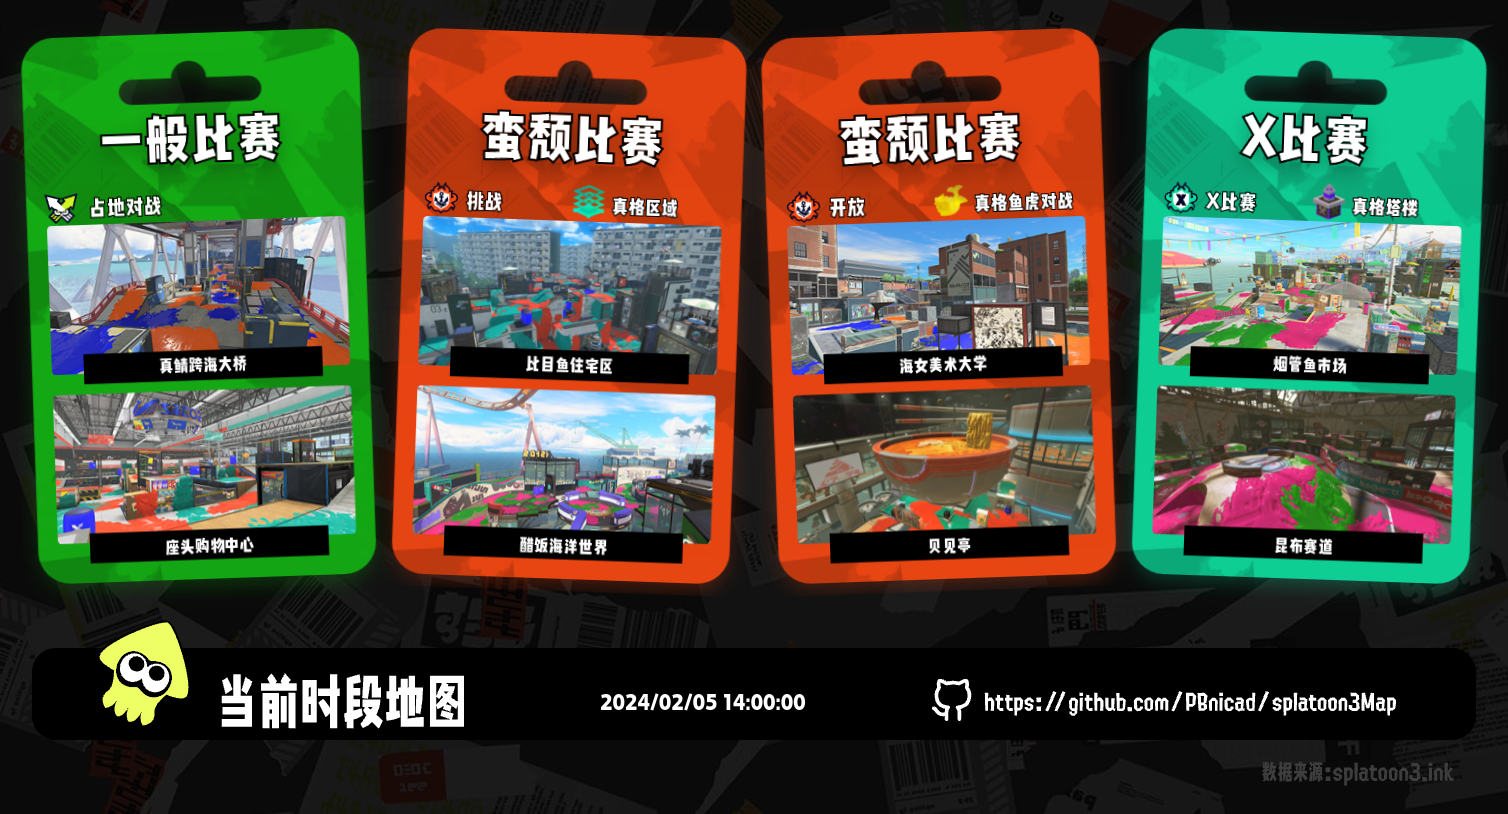 一般比赛
占地对战
真鲷跨海大桥
座头购物中心
蛮颓比赛
挑战
真格区域
比目鱼住宅区
醋饭海洋世界
蛮颓比赛
开放
真格鱼虎对战
海女美术大学
贝见亭
X比赛
X比赛
真格塔楼
烟管鱼市场
昆布赛道
当前时段地图
2024/02/05 14:00:00
https://github.com/PBnicad/splatoon3Map
数据来源:splatoon3.ink